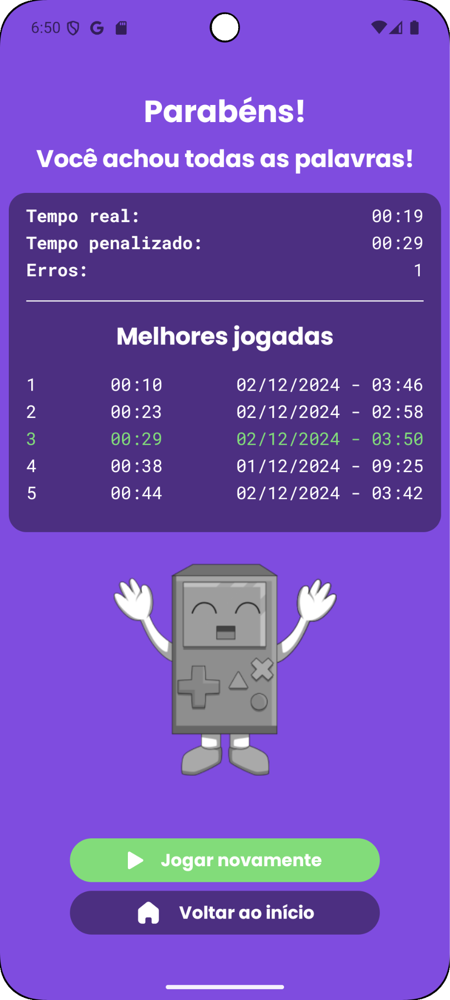 6:50
Parabéns!
Você achou todas as palavras!
Tempo real: 00:19
Tempo penalizado: 00:29
Erros: 1
Melhores jogadas
1 00:10 02/12/2024 - 03:46
2 00:23 02/12/2024 - 02:58
3 00:29 02/12/2024 - 03:50
4 00:38 01/12/2024 - 09:25
5 00:44 02/12/2024 - 03:42
Jogar novamente
Voltar ao início